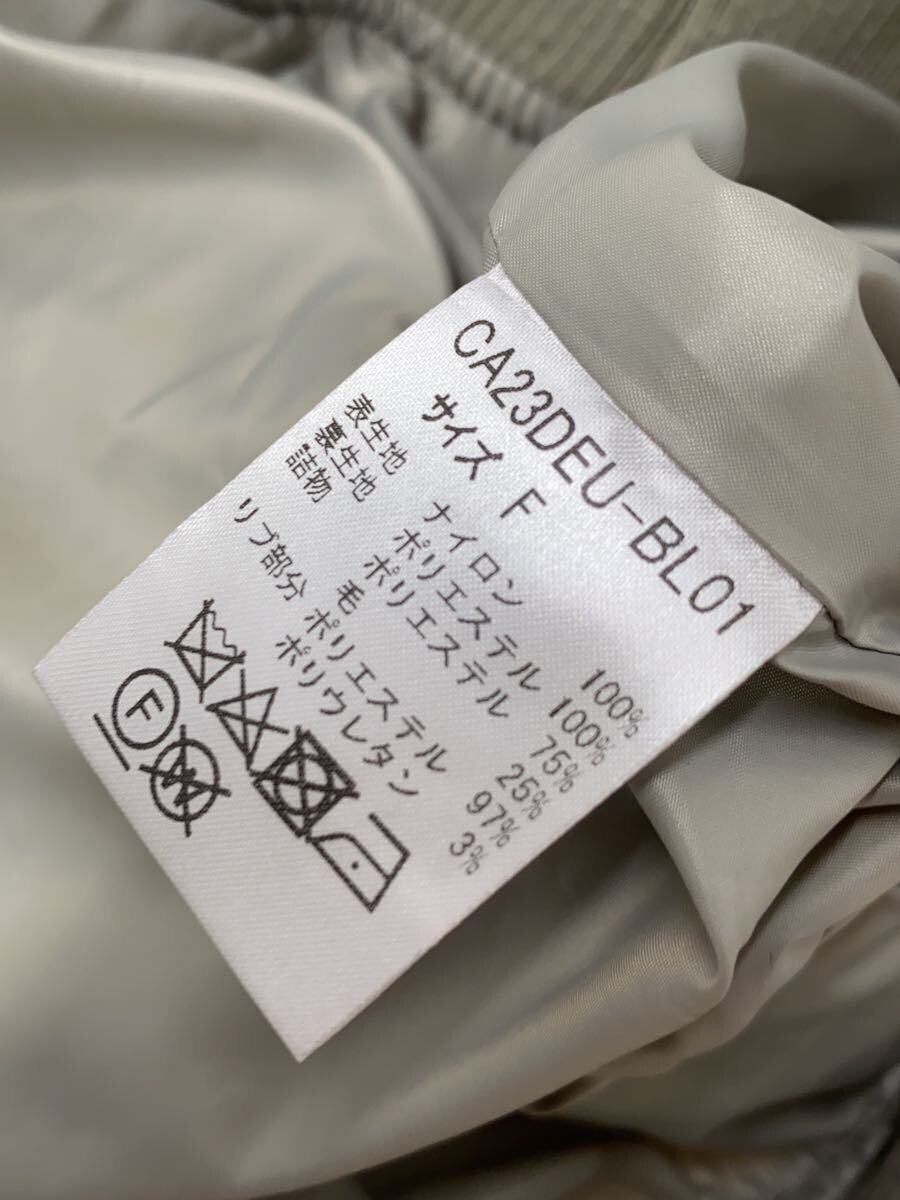 CA23DEU-BL01
サイズ F
表生地 ナイロン 100%
裏生地 ポリエステル 100%
詰物 ポリエステル 75%
毛 25%
リブ部分 ポリエステル 97%
ポリウレタン 3%
F
W